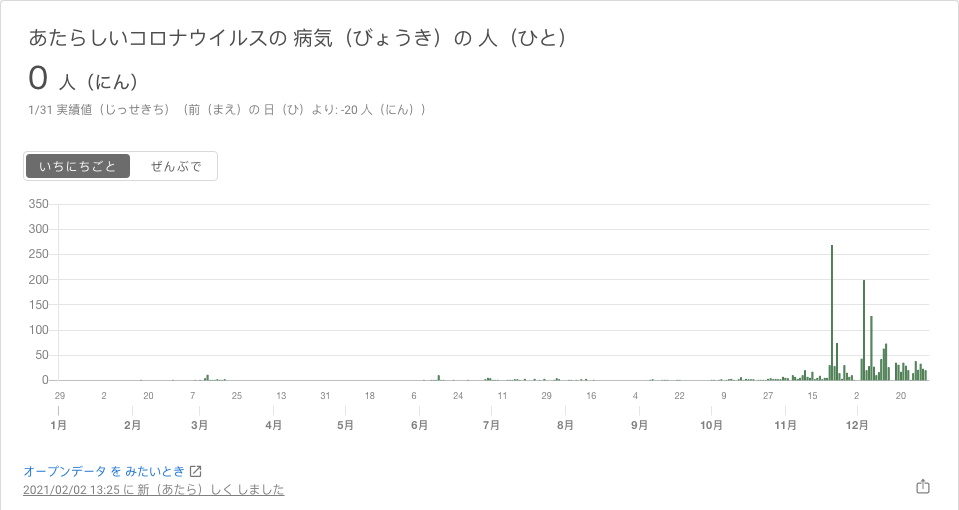 あたらしいコロナウイルスの 病気（びょうき）の 人（ひと）
0 人（にん）
1/31 実績値（じっせきち）（前（まえ）の 日（ひ）より: -20 人（にん））
いちにちごと ぜんぶで
350
300
250
200
150
100
50
0
29 2 20 7 25 13 31 18 6 24 11 29 16 4 22 9 27 15 2 20
1月 2月 3月 4月 5月 6月 7月 8月 9月 10月 11月 12月
オープンデータ を みたいとき
2021/02/02 13:25 に 新（あたら）しく しました